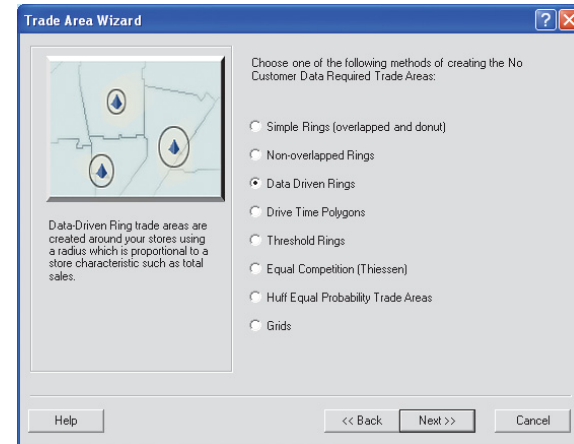 Trade Area Wizard
Choose one of the following methods of creating the No
Customer Data Required Trade Areas:
Simple Rings (overlapped and donut)
Non-overlapped Rings
Data Driven Rings
Drive Time Polygons
Threshold Rings
Equal Competition (Thiessen)
Huff Equal Probability Trade Areas
Grids
Data-Driven Ring trade areas are
created around your stores using
a radius which is proportional to a
store characteristic such as total
sales.
Help
<< Back
Next >>
Cancel